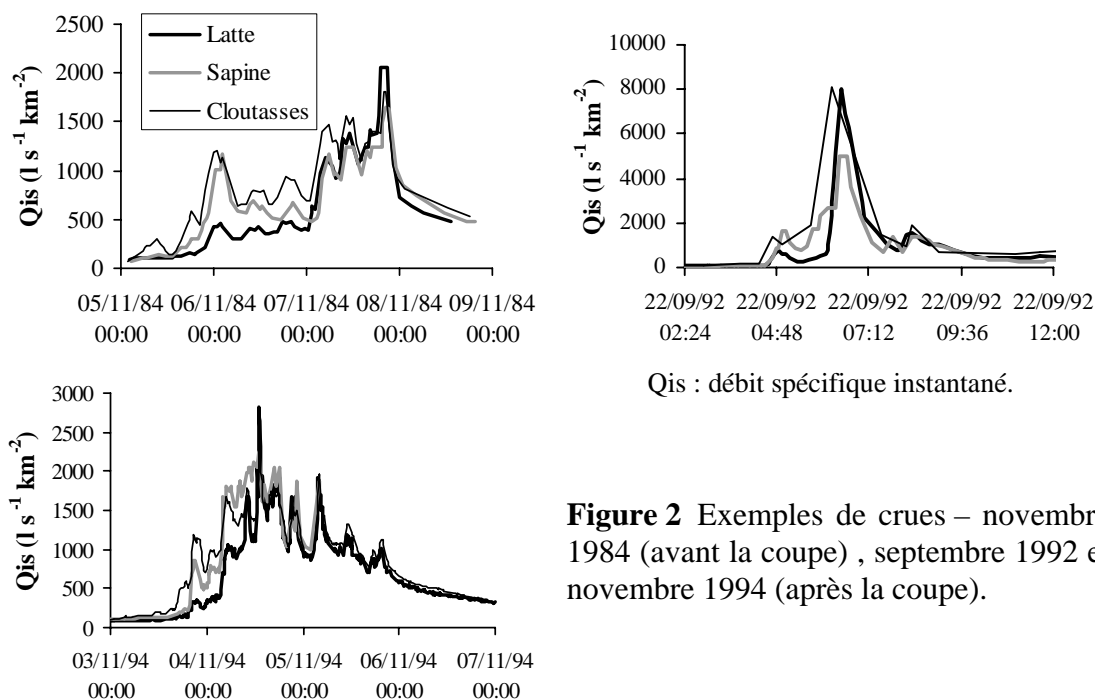 2500
2000
1500
1000
500
0
Qis (l s⁻¹ km⁻²)
Latte
Sapine
Cloutasses
05/11/84 06/11/84 07/11/84 08/11/84 09/11/84
00:00 00:00 00:00 00:00 00:00
10000
8000
6000
4000
2000
0
Qis (l s⁻¹ km⁻²)
22/09/92 22/09/92 22/09/92 22/09/92 22/09/92
02:24 04:48 07:12 09:36 12:00
Qis : débit spécifique instantané.
3000
2500
2000
1500
1000
500
0
Qis (l s⁻¹ km⁻²)
03/11/94 04/11/94 05/11/94 06/11/94 07/11/94
00:00 00:00 00:00 00:00 00:00
Figure 2 Exemples de crues – novembr
1984 (avant la coupe) , septembre 1992 e
novembre 1994 (après la coupe).